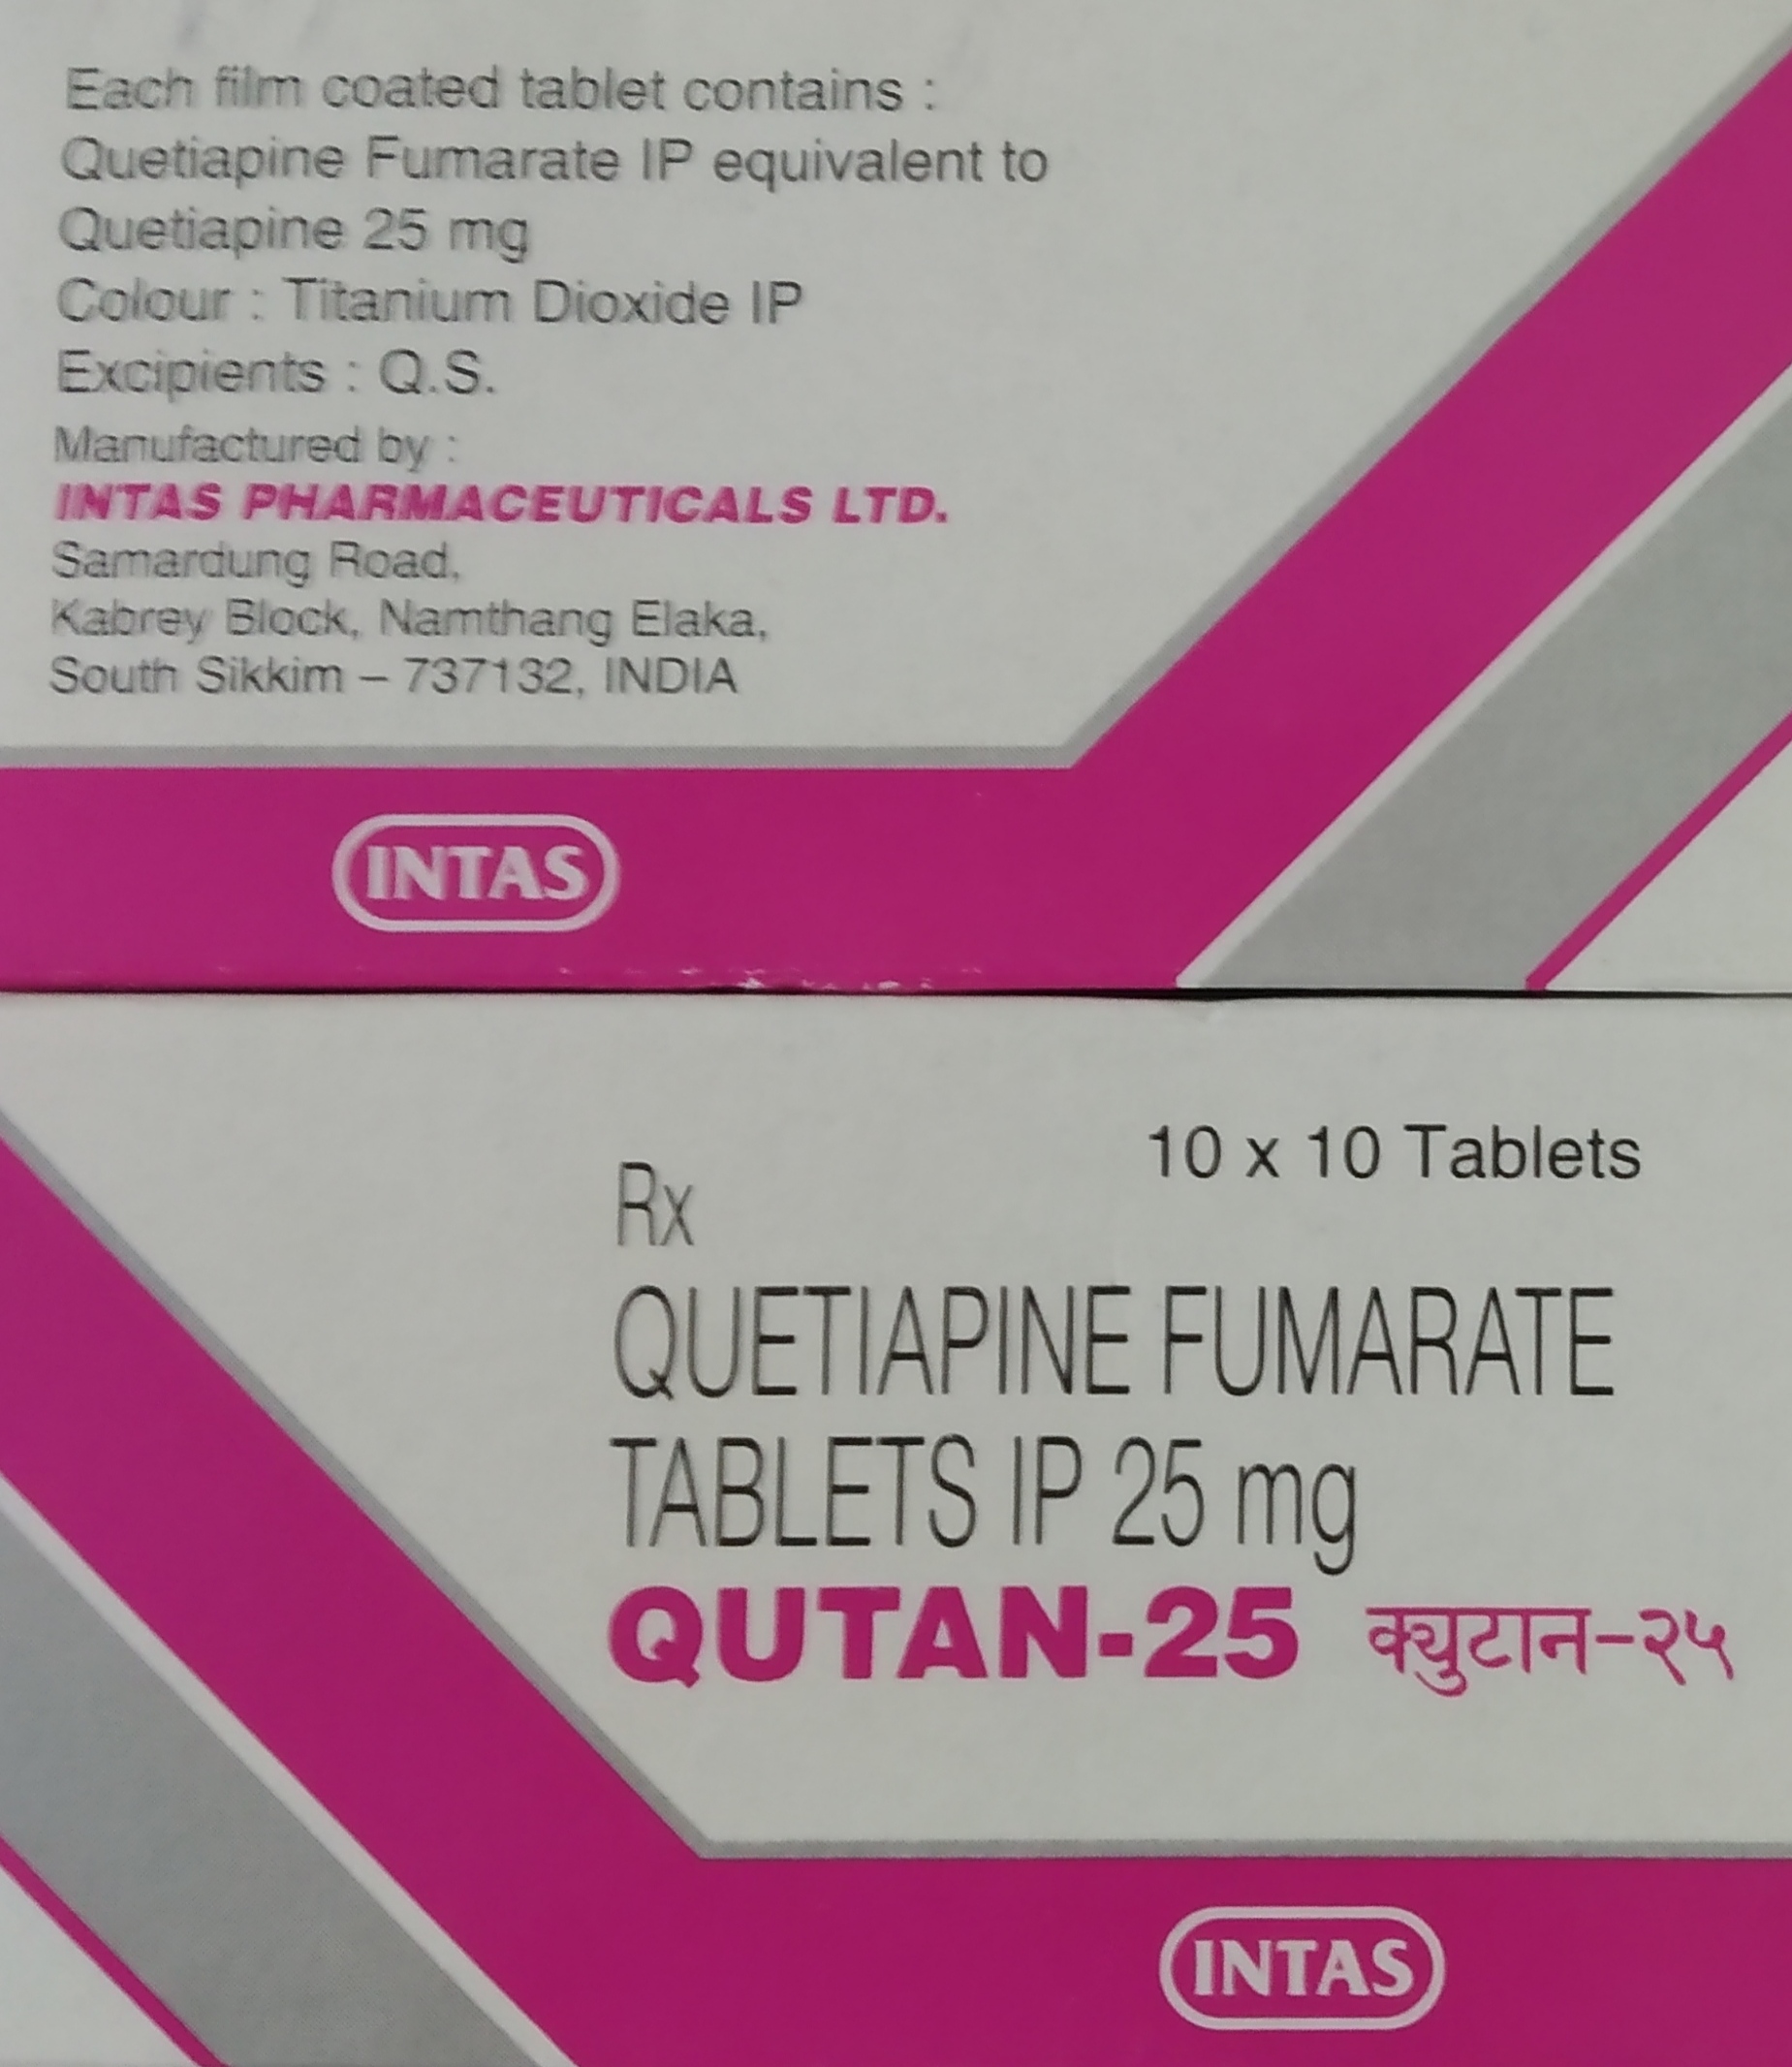 Each film coated tablet contains :
Quetiapine Fumarate IP equivalent to
Quetiapine 25 mg
Colour : Titanium Dioxide IP
Excipients : Q.S.
Manufactured by :
INTAS PHARMACEUTICALS LTD.
Samardung Road,
Kabrey Block, Namthang Elaka,
South Sikkim – 737132, INDIA
INTAS
10 x 10 Tablets
Rx
QUETIAPINE FUMARATE
TABLETS IP 25 mg
QUTAN-25 क्युटान-२५
INTAS